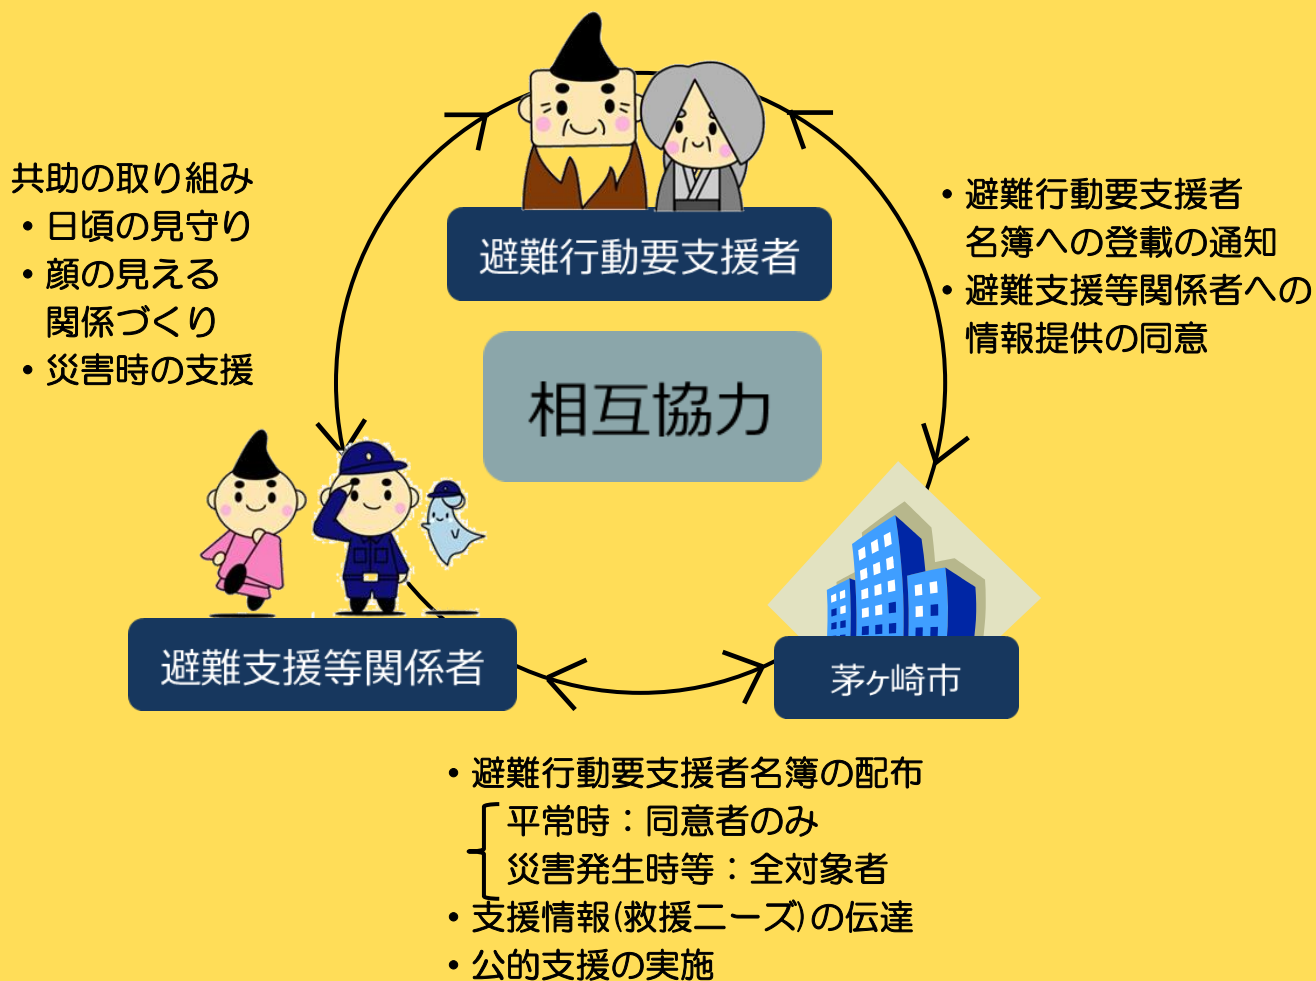 避難行動要支援者
相互協力
共助の取り組み
・日頃の見守り
・顔の見える
関係づくり
・災害時の支援
・避難行動要支援者
名簿への登載の通知
・避難支援等関係者への
情報提供の同意
避難支援等関係者
茅ヶ崎市
・避難行動要支援者名簿の配布
平常時：同意者のみ
災害発生時等：全対象者
・支援情報(救援ニーズ)の伝達
・公的支援の実施